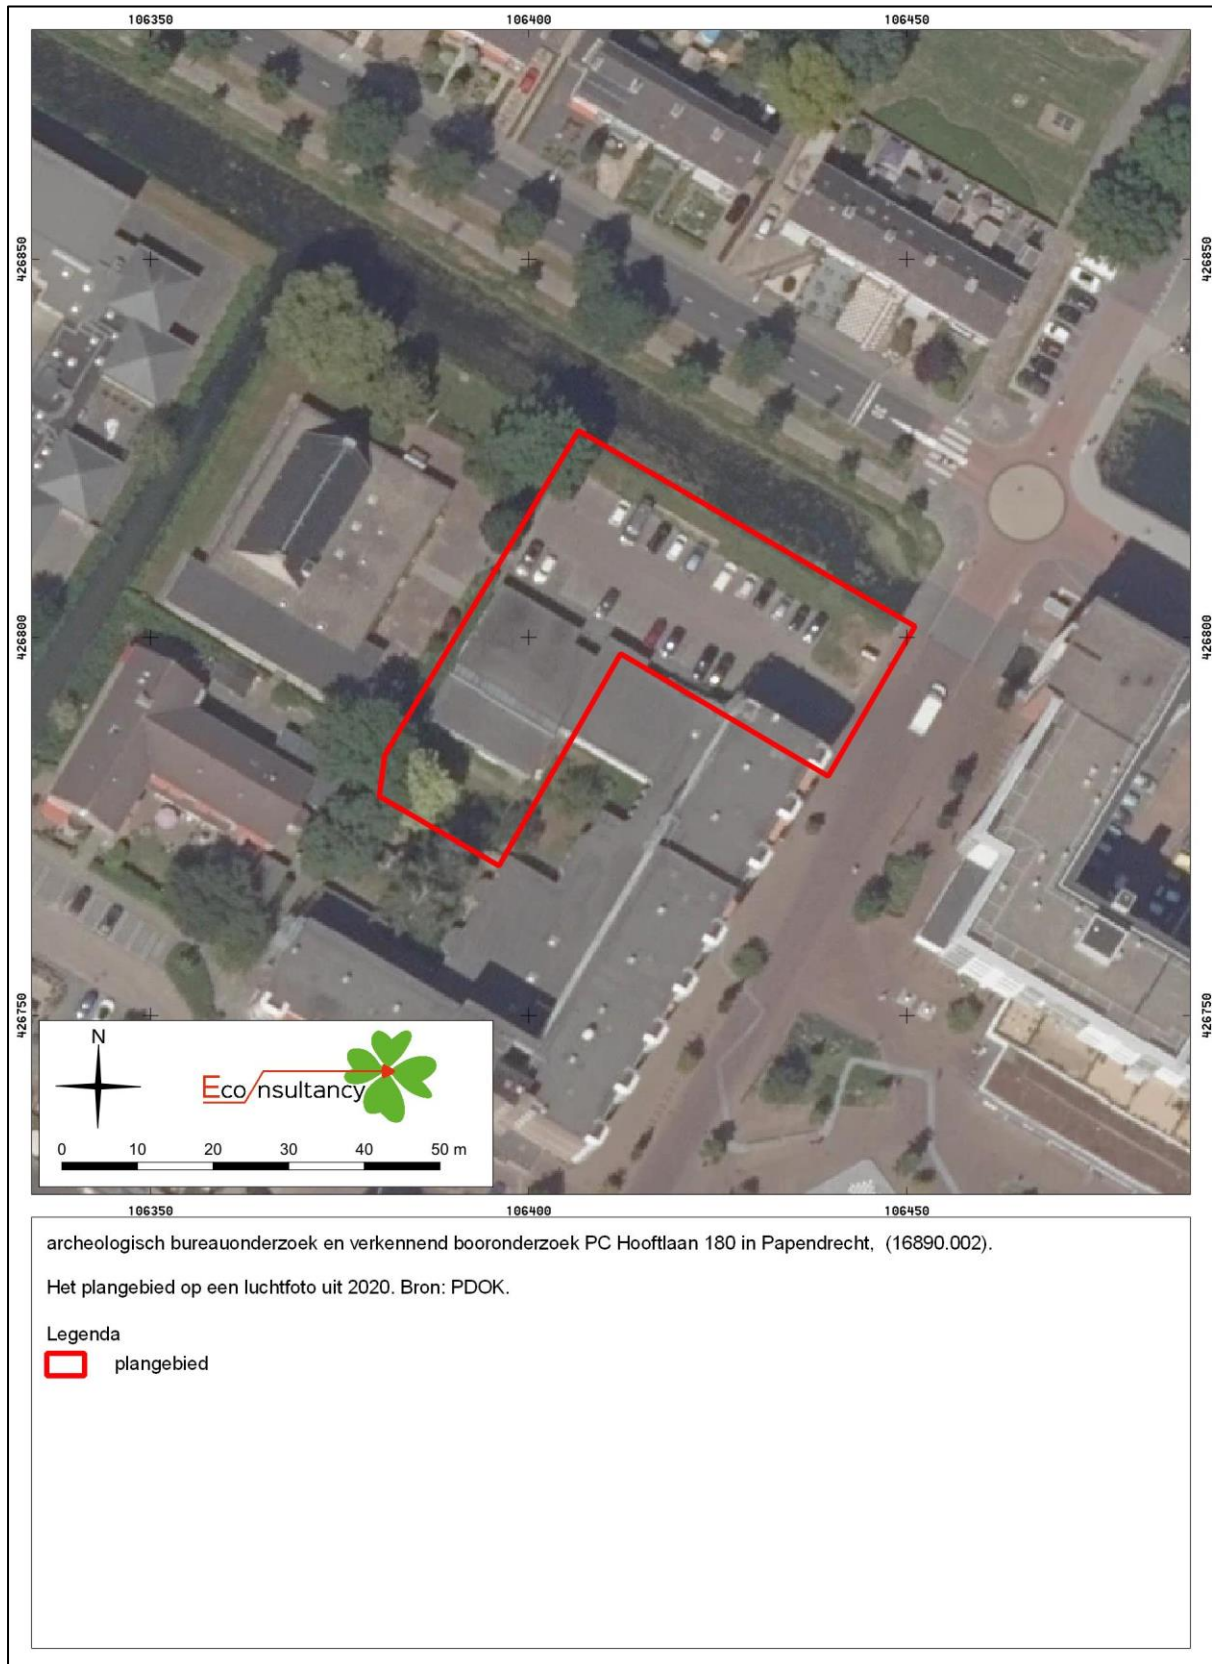 106350 106400 106450
426850 426850
426800 426800
426750 426750
N
Econsultancy
0 10 20 30 40 50 m
106350 106400 106450
archeologisch bureauonderzoek en verkennend booronderzoek PC Hooftlaan 180 in Papendrecht, (16890.002).
Het plangebied op een luchtfoto uit 2020. Bron: PDOK.
Legenda
plangebied